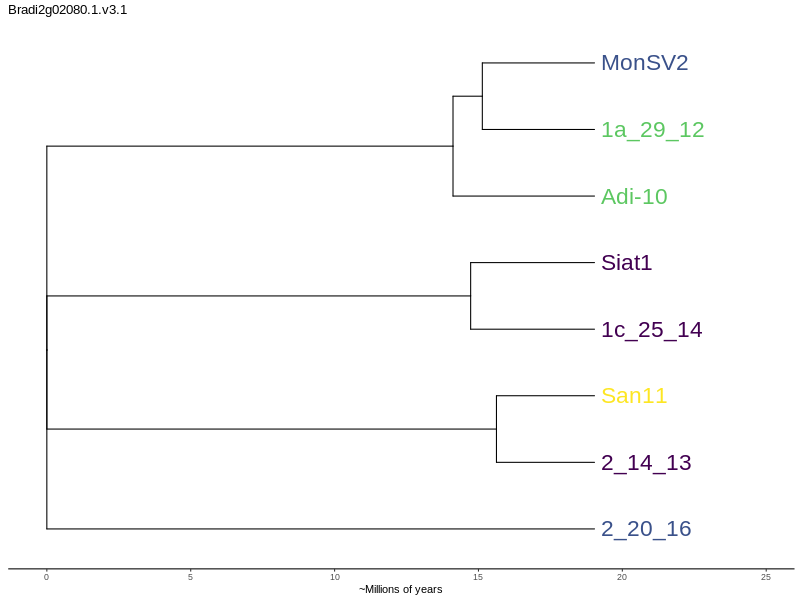 Bradi2g02080.1.v3.1
MonSV2
1a_29_12
Adi-10
Siat1
1c_25_14
San11
2_14_13
2_20_16
0 5 10 15 20 25
~Millions of years